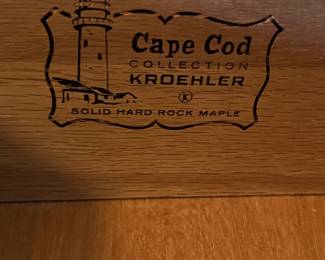 Cape Cod
COLLECTION
KROEHLER
K
SOLID HARD ROCK MAPLE